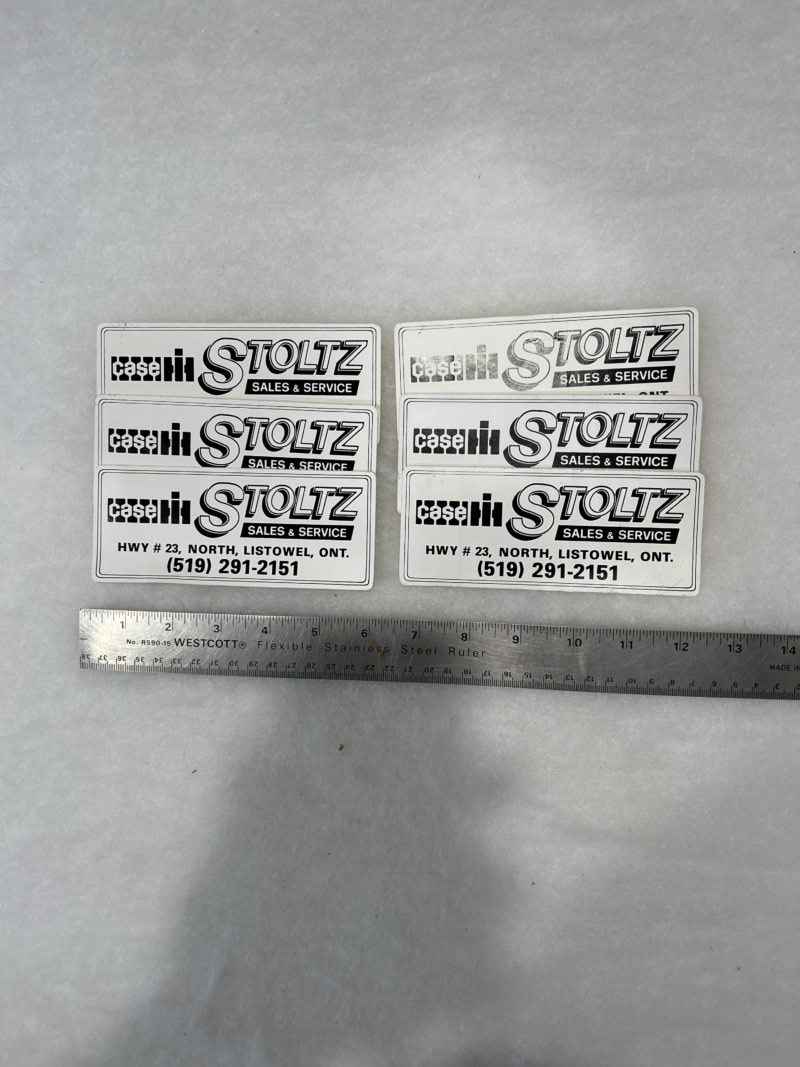 CASE IH STOLTZ
SALES & SERVICE
CASE IH STOLTZ
SALES & SERVICE
ONT.
CASE IH STOLTZ
SALES & SERVICE
CASE IH STOLTZ
SALES & SERVICE
CASE IH STOLTZ
SALES & SERVICE
HWY # 23, NORTH, LISTOWEL, ONT.
(519) 291-2151
CASE IH STOLTZ
SALES & SERVICE
HWY # 23, NORTH, LISTOWEL, ONT.
(519) 291-2151
1 2 3 4 5 6 7 8 9 10 11 12 13 14
No. R590-15 WESTCOTT® Flexible Stainless Steel Ruler
MADE IN